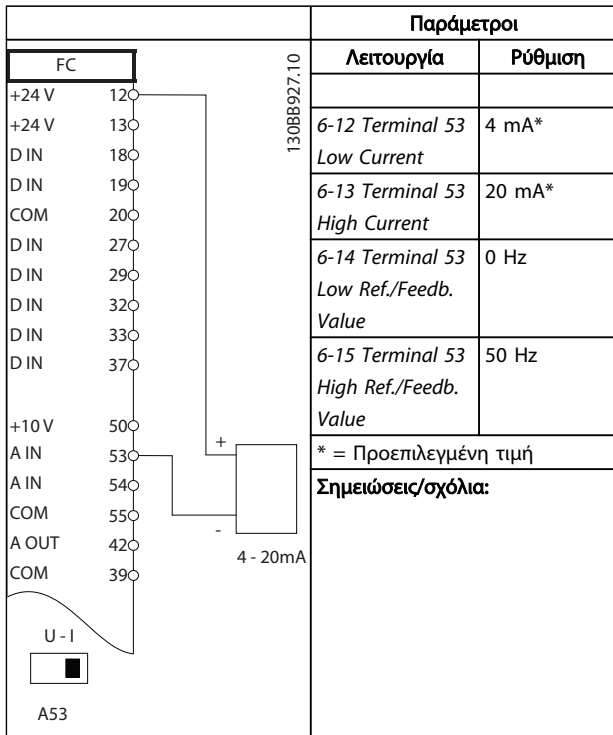 Παράμετροι
FC
130BB927.10
Λειτουργία Ρύθμιση
+24 V 12
+24 V 13
D IN 18
D IN 19
COM 20
D IN 27
D IN 29
D IN 32
D IN 33
D IN 37
+10 V 50
A IN 53
A IN 54
COM 55
A OUT 42
COM 39
+
-
4 - 20mA
U - I
A53
6-12 Terminal 53 4 mA*
Low Current
6-13 Terminal 53 20 mA*
High Current
6-14 Terminal 53 0 Hz
Low Ref./Feedb.
Value
6-15 Terminal 53 50 Hz
High Ref./Feedb.
Value
* = Προεπιλεγμένη τιμή
Σημειώσεις/σχόλια: